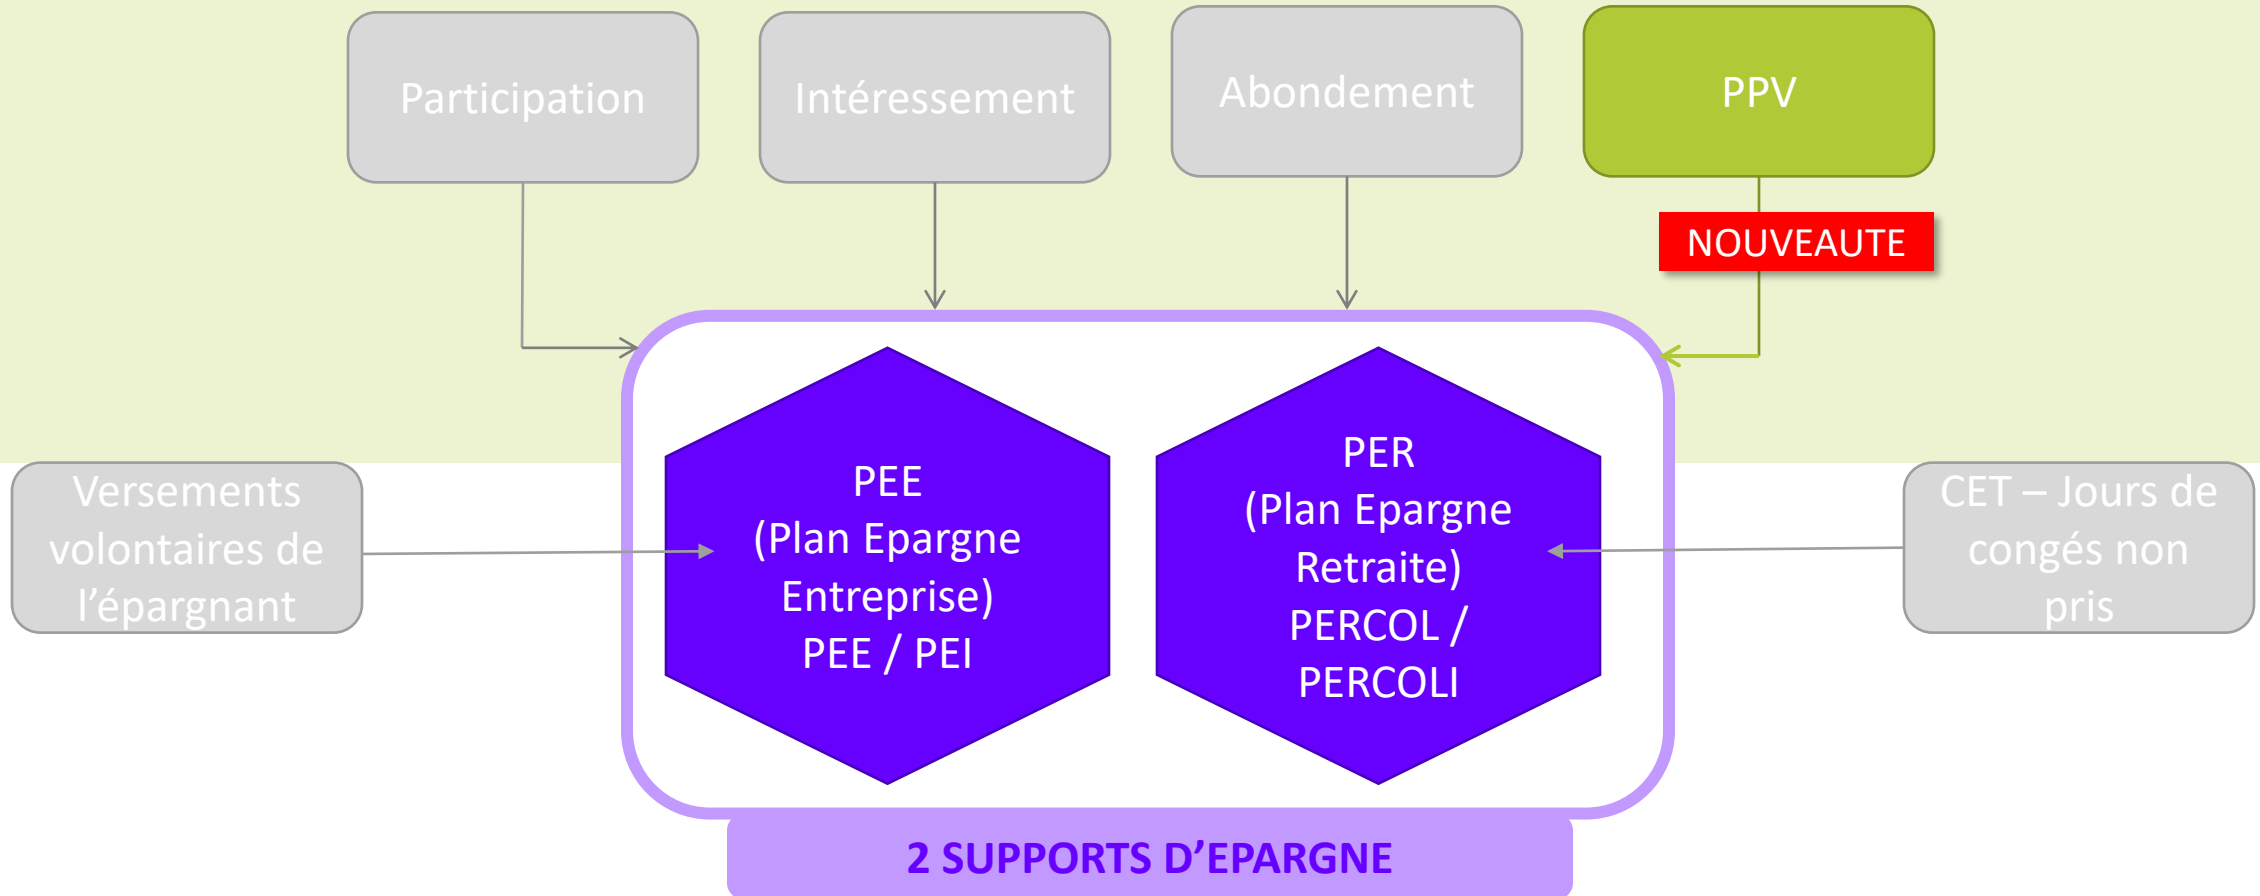 Participation
Intéressement
Abondement
PPV
NOUVEAUTE
Versements
volontaires de
l’épargnant
PEE
(Plan Epargne
Entreprise)
PEE / PEI
PER
(Plan Epargne
Retraite)
PERCOL /
PERCOLI
CET – Jours de
congés non
pris
2 SUPPORTS D’EPARGNE